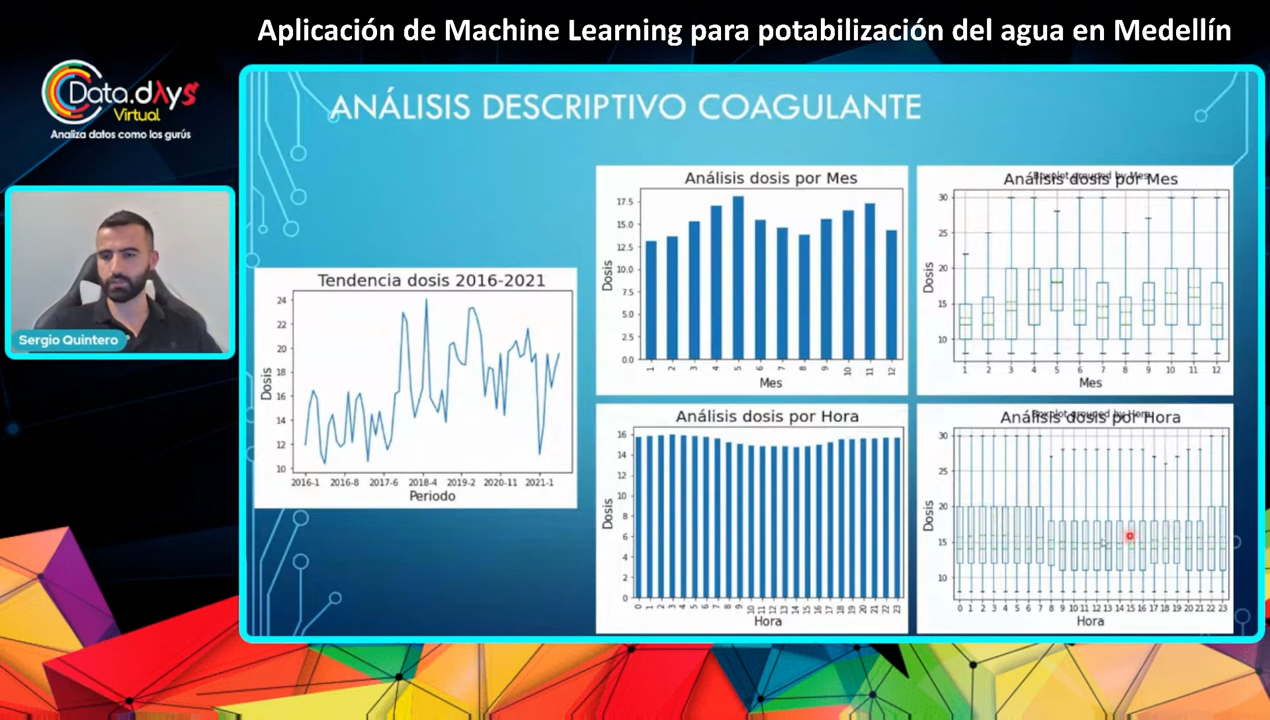 Aplicación de Machine Learning para potabilización del agua en Medellín
Data.dAys
Virtual
Analiza datos como los gurús
Sergio Quintero
ANÁLISIS DESCRIPTIVO COAGULANTE
Tendencia dosis 2016-2021
Dosis
24
22
20
18
16
14
12
10
2016-1 2016-8 2017-6 2018-4 2019-2 2020-11 2021-1
Periodo
Análisis dosis por Mes
Dosis
17.5
15.0
12.5
10.0
7.5
5.0
2.5
0.0
1 2 3 4 5 6 7 8 9 10 11 12
Mes
Boxplot grouped by Mes
Análisis dosis por Mes
Dosis
30
25
20
15
10
1 2 3 4 5 6 7 8 9 10 11 12
Mes
Análisis dosis por Hora
Dosis
16
14
12
10
8
6
4
2
0
0 1 2 3 4 5 6 7 8 9 10 11 12 13 14 15 16 17 18 19 20 21 22 23
Hora
Boxplot grouped by Hora
Análisis dosis por Hora
Dosis
30
25
20
15
10
0 1 2 3 4 5 6 7 8 9 10 11 12 13 14 15 16 17 18 19 20 21 22 23
Hora